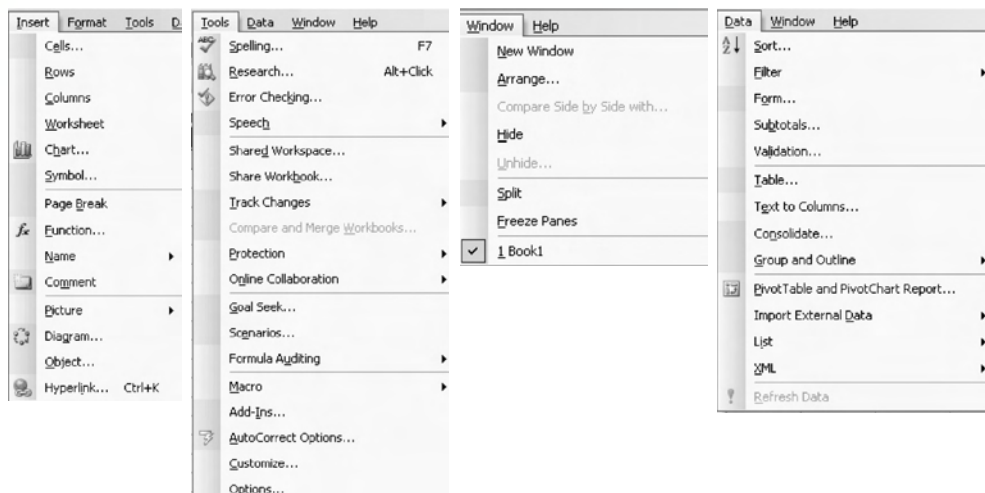 Insert Format Tools D
Cells...
Rows
Columns
Worksheet
Chart...
Symbol...
Page Break
fx Function...
Name
Comment
Picture
Diagram...
Object...
Hyperlink... Ctrl+K
Tools Data Window Help
ABC Spelling... F7
Research... Alt+Click
Error Checking...
Speech
Shared Workspace...
Share Workbook...
Track Changes
Compare and Merge Workbooks...
Protection
Online Collaboration
Goal Seek...
Scenarios...
Formula Auditing
Macro
Add-Ins...
AutoCorrect Options...
Customize...
Options...
Window Help
New Window
Arrange...
Compare Side by Side with...
Hide
Unhide...
Split
Freeze Panes
1 Book1
Data Window Help
AZ Sort...
Filter
Form...
Subtotals...
Validation...
Table...
Text to Columns...
Consolidate...
Group and Outline
PivotTable and PivotChart Report...
Import External Data
List
XML
Refresh Data